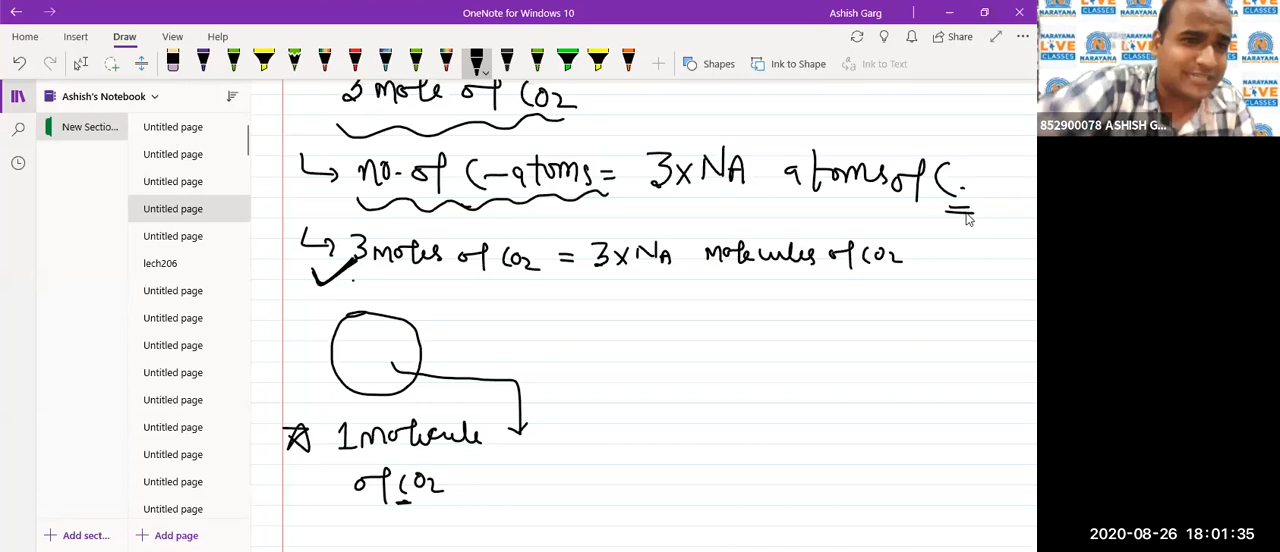 OneNote for Windows 10
Ashish Garg
Home Insert Draw View Help
Share
Shapes Ink to Shape Ink to Text
Ashish's Notebook
New Sectio...
Untitled page
Untitled page
Untitled page
Untitled page
Untitled page
lech206
Untitled page
Untitled page
Untitled page
Untitled page
Untitled page
Untitled page
Untitled page
Untitled page
Untitled page
Add sect...
Add page
3 mole of CO2
no. of C-atoms = 3×NA atoms of C.
3 moles of CO2 = 3×NA molecules of CO2
1 molecule
of CO2
NARAYANA
LIVE
CLASSES
852900078 ASHISH G...
2020-08-26 18:01:35